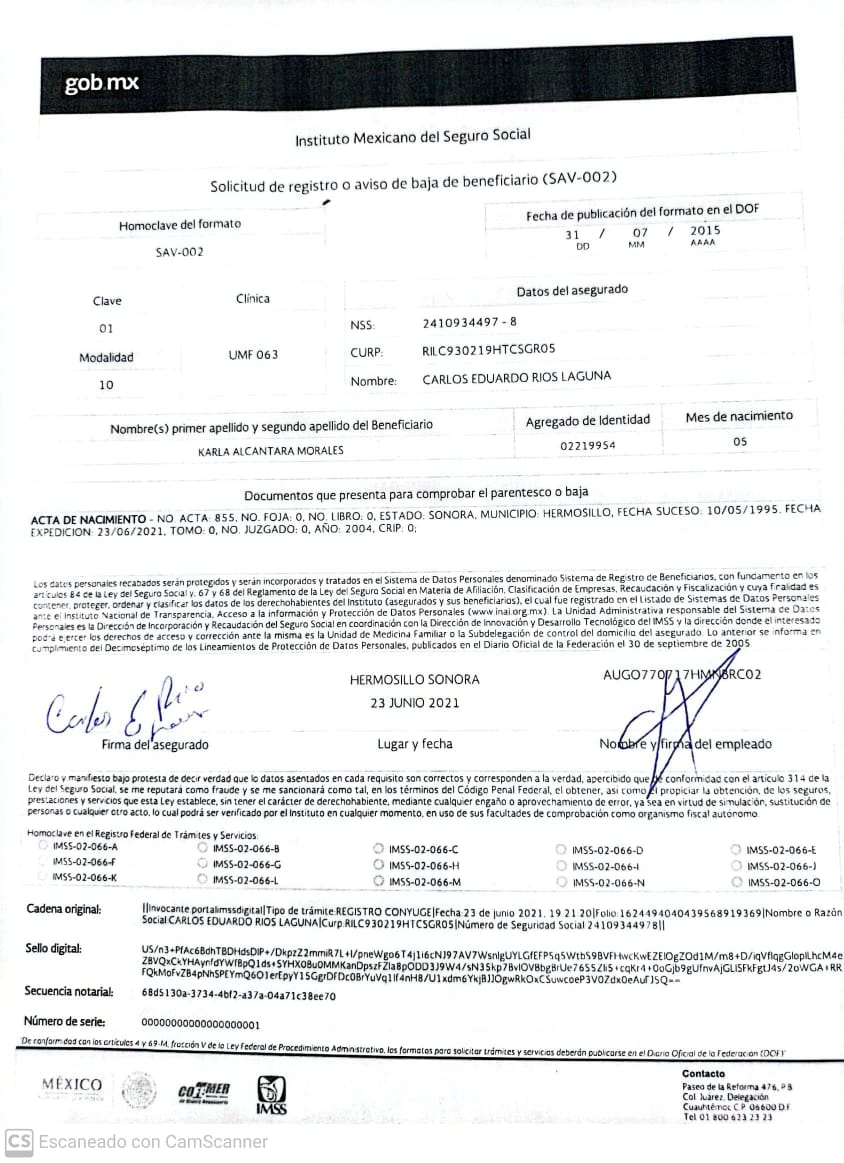 gob.mx
Instituto Mexicano del Seguro Social
Solicitud de registro o aviso de baja de beneficiario (SAV-002)
Homoclave del formato
SAV-002
Fecha de publicación del formato en el DOF
31 / 07 / 2015
DD MM AAAA
Clave
01
Modalidad
10
Clínica
UMF 063
Datos del asegurado
NSS: 2410934497 - 8
CURP: RILC930219HTCSGR05
Nombre: CARLOS EDUARDO RIOS LAGUNA
Nombre(s) primer apellido y segundo apellido del Beneficiario
KARLA ALCANTARA MORALES
Agregado de Identidad
02219954
Mes de nacimiento
05
Documentos que presenta para comprobar el parentesco o baja
ACTA DE NACIMIENTO - NO. ACTA: 855, NO. FOJA: 0, NO. LIBRO: 0, ESTADO: SONORA, MUNICIPIO: HERMOSILLO, FECHA SUCESO: 10/05/1995. FECHA
EXPEDICION: 23/06/2021, TOMO: 0, NO. JUZGADO: 0, AÑO: 2004, CRIP: 0;
Los datos personales recabados serán protegidos y serán incorporados y tratados en el Sistema de Datos Personales denominado Sistema de Registro de Beneficiarios, con fundamento en los
artículos 84 de la Ley del Seguro Social y. 67 y 68 del Reglamento de la Ley del Seguro Social en Materia de Afiliación, Clasificación de Empresas, Recaudación y Fiscalización y cuya finalidad es
contener, proteger, ordenar y clasificar los datos de los derechohabientes del Instituto (asegurados y sus beneficiarios), el cual fue registrado en el Listado de Sistemas de Datos Personales
ante el Instituto Nacional de Transparencia, Acceso a la Información y Protección de Datos Personales (www.inai.org.mx). La Unidad Administrativa responsable del Sistema de Datos
Personales es la Dirección de Incorporación y Recaudación del Seguro Social en coordinación con la Dirección de Innovación y Desarrollo Tecnológico del IMSS y la dirección donde el interesado
podrá ejercer los derechos de acceso y corrección ante la misma es la Unidad de Medicina Familiar o la Subdelegación de control del domicilio del asegurado. Lo anterior se informa en
cumplimiento del Decimoséptimo de los Lineamientos de Protección de Datos Personales, publicados en el Diario Oficial de la Federación el 30 de septiembre de 2005
Carlos E Rios
Firma del asegurado
HERMOSILLO SONORA
23 JUNIO 2021
Lugar y fecha
Nombre y firma del empleado
Declaro y manifiesto bajo protesta de decir verdad que lo datos asentados en cada requisito son correctos y corresponden a la verdad, apercibido que de conformidad con el artículo 314 de la
Ley del Seguro Social, se me reputará como fraude y se me sancionará como tal, en los términos del Código Penal Federal, el obtener, así como el propiciar la obtención, de los seguros,
prestaciones y servicios que esta Ley establece, sin tener el carácter de derechohabiente, mediante cualquier engaño o aprovechamiento de error, ya sea en virtud de simulación, sustitución de
personas o cualquier otro acto, lo cual podrá ser verificado por el Instituto en cualquier momento, en uso de sus facultades de comprobación como organismo fiscal autónomo.
Homoclave en el Registro Federal de Trámites y Servicios:
IMSS-02-066-A IMSS-02-066-B IMSS-02-066-C IMSS-02-066-D IMSS-02-066-E
IMSS-02-066-F IMSS-02-066-G IMSS-02-066-H IMSS-02-066-I IMSS-02-066-J
IMSS-02-066-K IMSS-02-066-L IMSS-02-066-M IMSS-02-066-N IMSS-02-066-O
Cadena original: ||Invocante:portalimssdigital|Tipo de trámite:REGISTRO CONYUGE|Fecha:23 de junio 2021, 19:21:20|Folio:1624494040439568919369|Nombre o Razón
Social:CARLOS EDUARDO RIOS LAGUNA|Curp:RILC930219HTCSGR05|Número de Seguridad Social 24109344978||
Sello digital:
Secuencia notarial: 68d5130a-3734-4bf2-a37a-04a71c38ee70
Número de serie: 00000000000000000001
De conformidad con los artículos 4 y 69-M, fracción V de la Ley Federal de Procedimiento Administrativo, los formatos para solicitar trámites y servicios deberán publicarse en el Diario Oficial de la Federación (DOF)
MÉXICO
COFEMER
IMSS
Contacto
Paseo de la Reforma 476, P B
Col. Juárez, Delegación
Cuauhtémoc C.P. 06600 D.F.
Tel 01 800 623 23 23
CS Escaneado con CamScanner